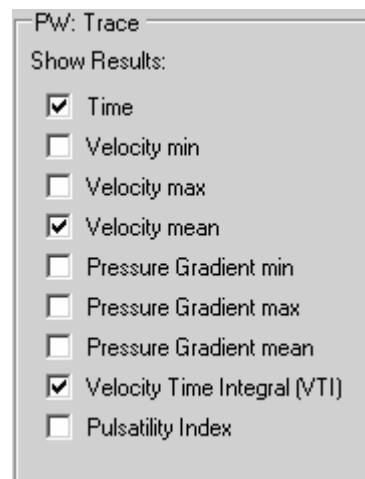 PW: Trace
Show Results:
Time
Velocity min
Velocity max
Velocity mean
Pressure Gradient min
Pressure Gradient max
Pressure Gradient mean
Velocity Time Integral (VTI)
Pulsatility Index